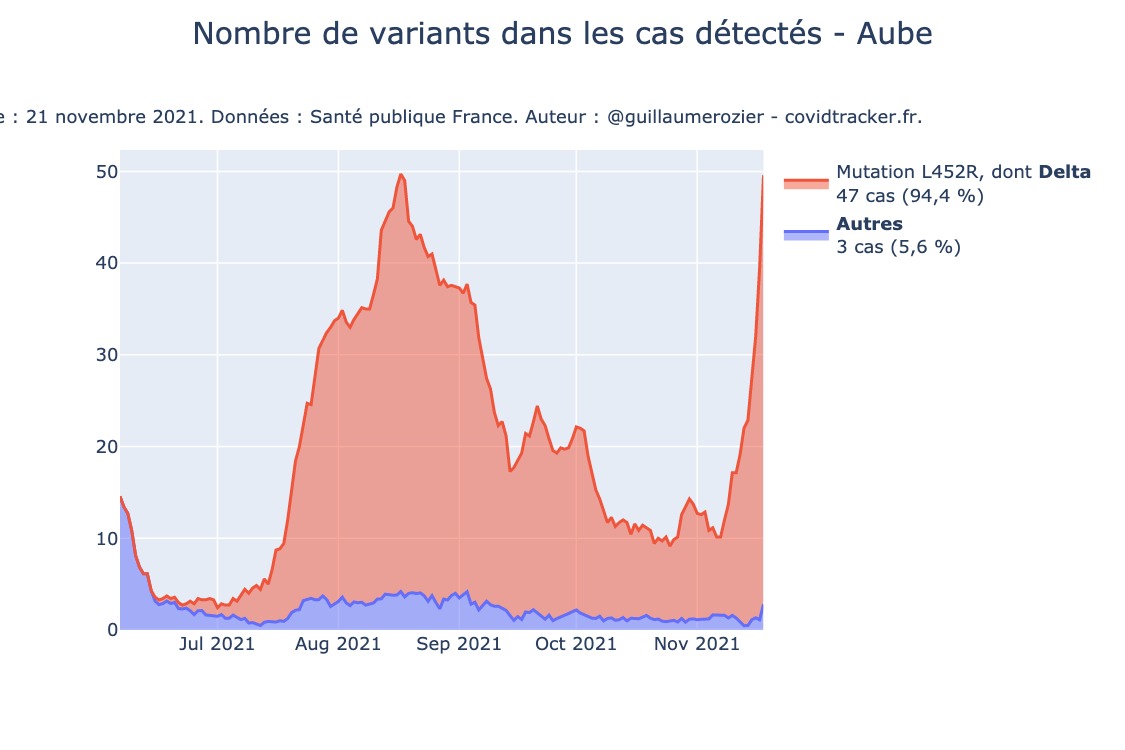 Nombre de variants dans les cas détectés - Aube
: 21 novembre 2021. Données : Santé publique France. Auteur : @guillaumerozier - covidtracker.fr.
Mutation L452R, dont Delta
47 cas (94,4 %)
Autres
3 cas (5,6 %)
50
40
30
20
10
0
Jul 2021
Aug 2021
Sep 2021
Oct 2021
Nov 2021